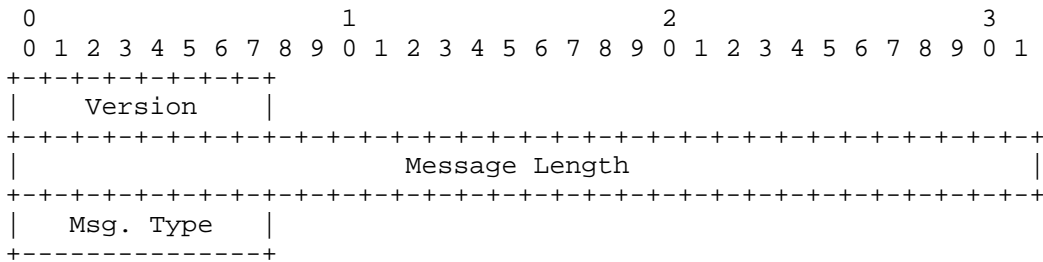 0                   1                   2                   3
 0 1 2 3 4 5 6 7 8 9 0 1 2 3 4 5 6 7 8 9 0 1 2 3 4 5 6 7 8 9 0 1
+-+-+-+-+-+-+-+-+
|    Version    |
+-+-+-+-+-+-+-+-+-+-+-+-+-+-+-+-+-+-+-+-+-+-+-+-+-+-+-+-+-+-+-+-+
|                        Message Length                         |
+-+-+-+-+-+-+-+-+-+-+-+-+-+-+-+-+-+-+-+-+-+-+-+-+-+-+-+-+-+-+-+-+
|   Msg. Type   |
+---------------+